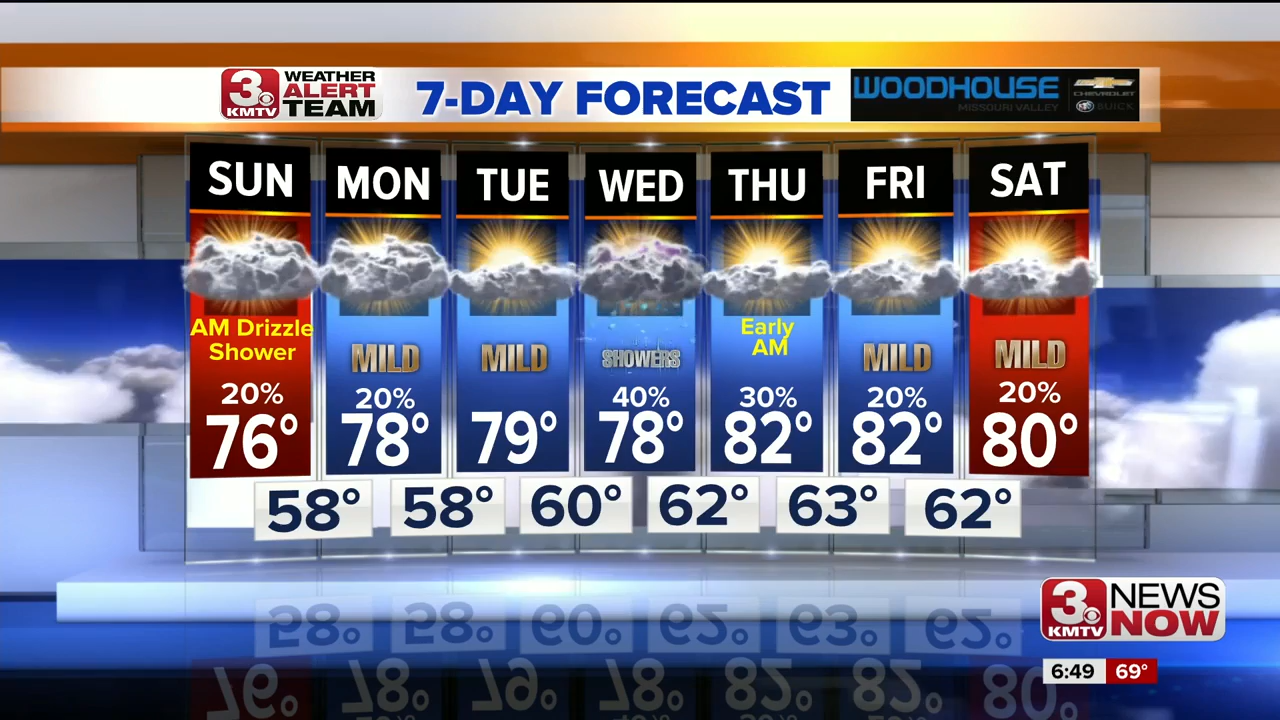 3
KMTV
WEATHER
ALERT
TEAM
7-DAY FORECAST
WOODHOUSE
MISSOURI VALLEY
CHEVROLET
BUICK
SUN MON TUE WED THU FRI SAT
AM Drizzle
Shower
MILD
MILD
SHOWERS
Early
AM
MILD
MILD
20% 20% 40% 30% 20% 20%
76° 78° 79° 78° 82° 82° 80°
58° 58° 60° 62° 63° 62°
3
KMTV
NEWS
NOW
6:49 69°